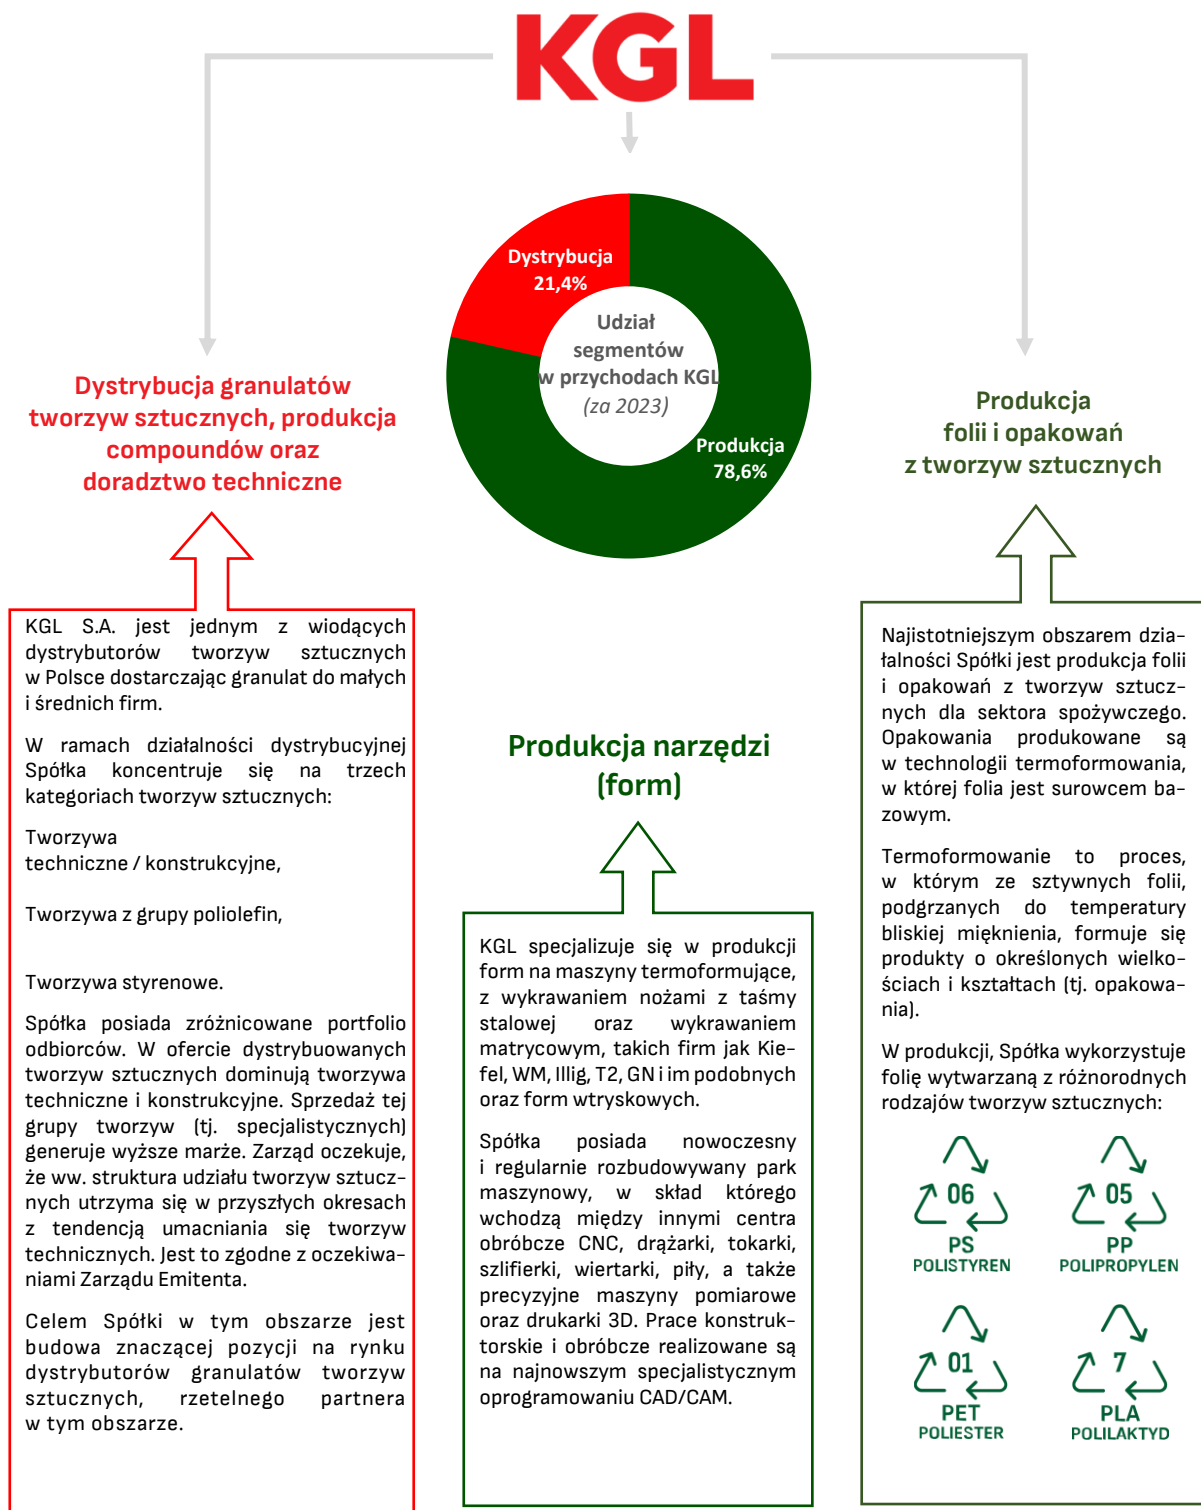 KGL
Dystrybucja
21,4%
Udział
segmentów
w przychodach KGL
(za 2023)
Produkcja
78,6%
Dystrybucja granulatów
tworzyw sztucznych, produkcja
compoundów oraz
doradztwo techniczne
KGL S.A. jest jednym z wiodących
dystrybutorów tworzyw sztucznych
w Polsce dostarczając granulat do małych
i średnich firm.
W ramach działalności dystrybucyjnej
Spółka koncentruje się na trzech
kategoriach tworzyw sztucznych:
Tworzywa
techniczne / konstrukcyjne,
Tworzywa z grupy poliolefin,
Tworzywa styrenowe.
Spółka posiada zróżnicowane portfolio
odbiorców. W ofercie dystrybuowanych
tworzyw sztucznych dominują tworzywa
techniczne i konstrukcyjne. Sprzedaż tej
grupy tworzyw (tj. specjalistycznych)
generuje wyższe marże. Zarząd oczekuje,
że ww. struktura udziału tworzyw sztucz-
nych utrzyma się w przyszłych okresach
z tendencją umacniania się tworzyw
technicznych. Jest to zgodne z oczekiwa-
niami Zarządu Emitenta.
Celem Spółki w tym obszarze jest
budowa znaczącej pozycji na rynku
dystrybutorów granulatów tworzyw
sztucznych, rzetelnego partnera
w tym obszarze.
Produkcja narzędzi
(form)
KGL specjalizuje się w produkcji
form na maszyny termoformujące,
z wykrawaniem nożami z taśmy
stalowej oraz wykrawaniem
matrycowym, takich firm jak Kie-
fel, WM, Illig, T2, GN i im podobnych
oraz form wtryskowych.
Spółka posiada nowoczesny
i regularnie rozbudowywany park
maszynowy, w skład którego
wchodzą między innymi centra
obróbcze CNC, drążarki, tokarki,
szlifierki, wiertarki, piły, a także
precyzyjne maszyny pomiarowe
oraz drukarki 3D. Prace konstruk-
torskie i obróbcze realizowane są
na najnowszym specjalistycznym
oprogramowaniu CAD/CAM.
Produkcja
folii i opakowań
z tworzyw sztucznych
Najistotniejszym obszarem dzia-
łalności Spółki jest produkcja folii
i opakowań z tworzyw sztucz-
nych dla sektora spożywczego.
Opakowania produkowane są
w technologii termoformowania,
w której folia jest surowcem ba-
zowym.
Termoformowanie to proces,
w którym ze sztywnych folii,
podgrzanych do temperatury
bliskiej mięknienia, formuje się
produkty o określonych wielko-
ściach i kształtach (tj. opakowa-
nia).
W produkcji, Spółka wykorzystuje
folię wytwarzaną z różnorodnych
rodzajów tworzyw sztucznych:
06
PS
POLISTYREN
05
PP
POLIPROPYLEN
01
PET
POLIESTER
7
PLA
POLILAKTYD